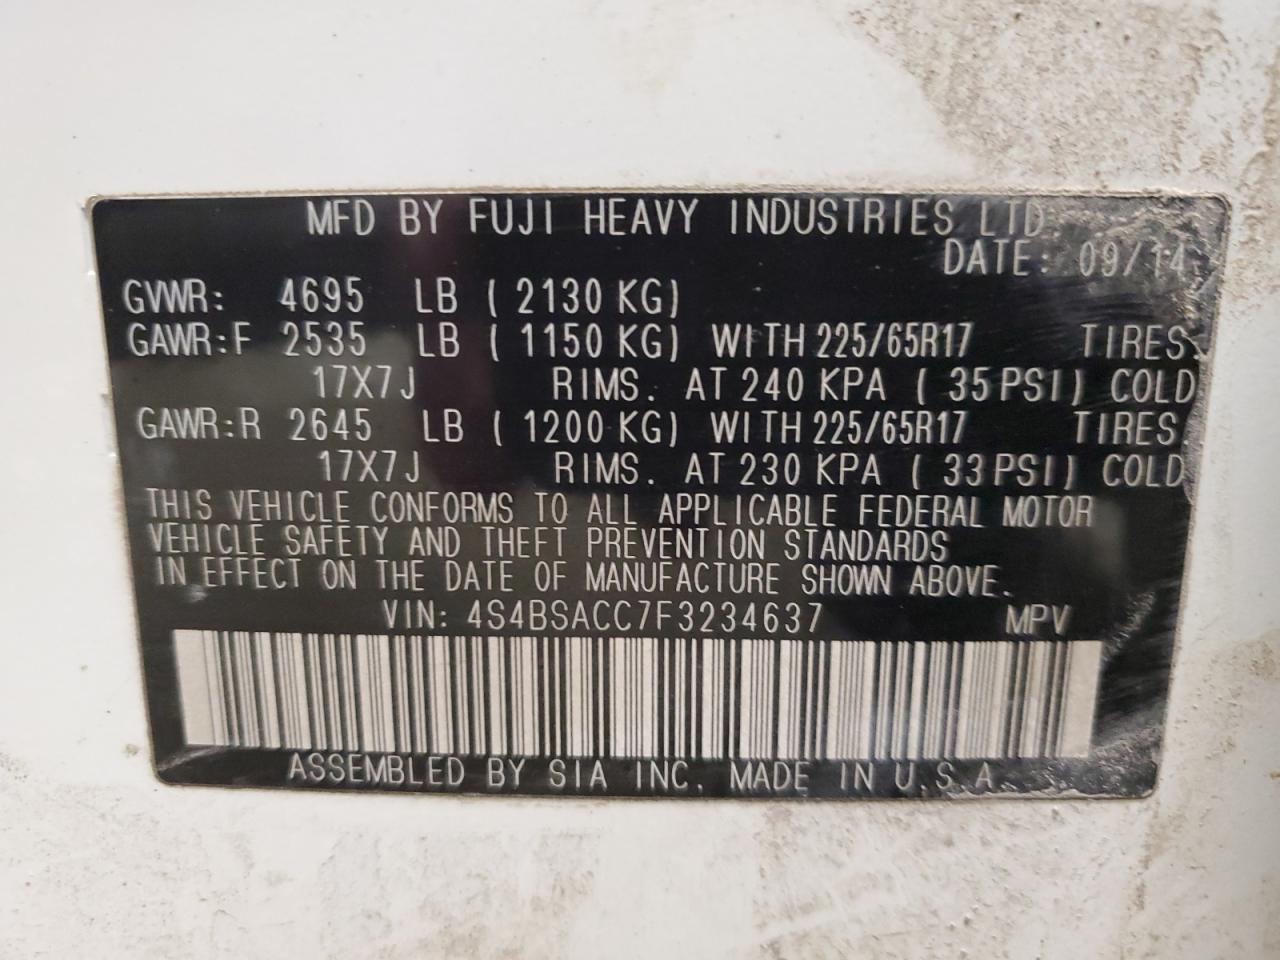 MFD BY FUJI HEAVY INDUSTRIES LTD.
DATE: 09/14
GVWR: 4695 LB ( 2130 KG)
GAWR:F 2535 LB ( 1150 KG) WITH 225/65R17 TIRES.
17X7J RIMS. AT 240 KPA ( 35 PSI) COLD
GAWR:R 2645 LB ( 1200 KG) WITH 225/65R17 TIRES.
17X7J RIMS. AT 230 KPA ( 33 PSI) COLD
THIS VEHICLE CONFORMS TO ALL APPLICABLE FEDERAL MOTOR
VEHICLE SAFETY AND THEFT PREVENTION STANDARDS
IN EFFECT ON THE DATE OF MANUFACTURE SHOWN ABOVE.
VIN: 4S4BSACC7F3234637 MPV
ASSEMBLED BY SIA INC. MADE IN U.S.A.